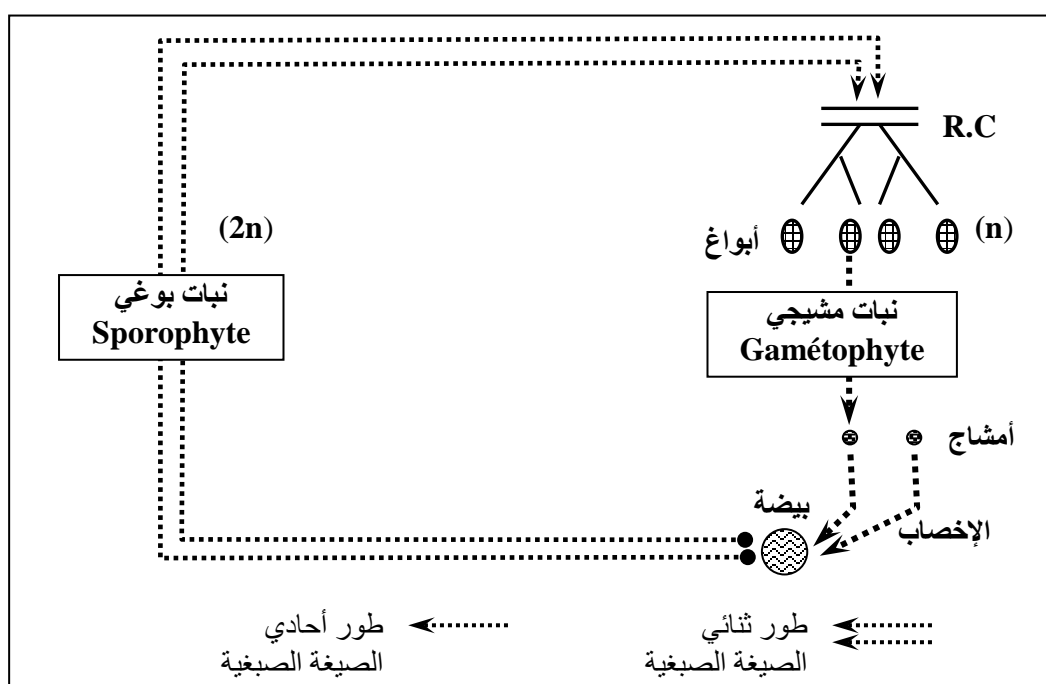 R.C
(2n)
(n)
أبواغ
نبات بوغي
Sporophyte
نبات مشيجي
Gamétophyte
أمشاج
بيضة
الإخصاب
طور ثنائي
الصيغة الصبغية
طور أحادي
الصيغة الصبغية